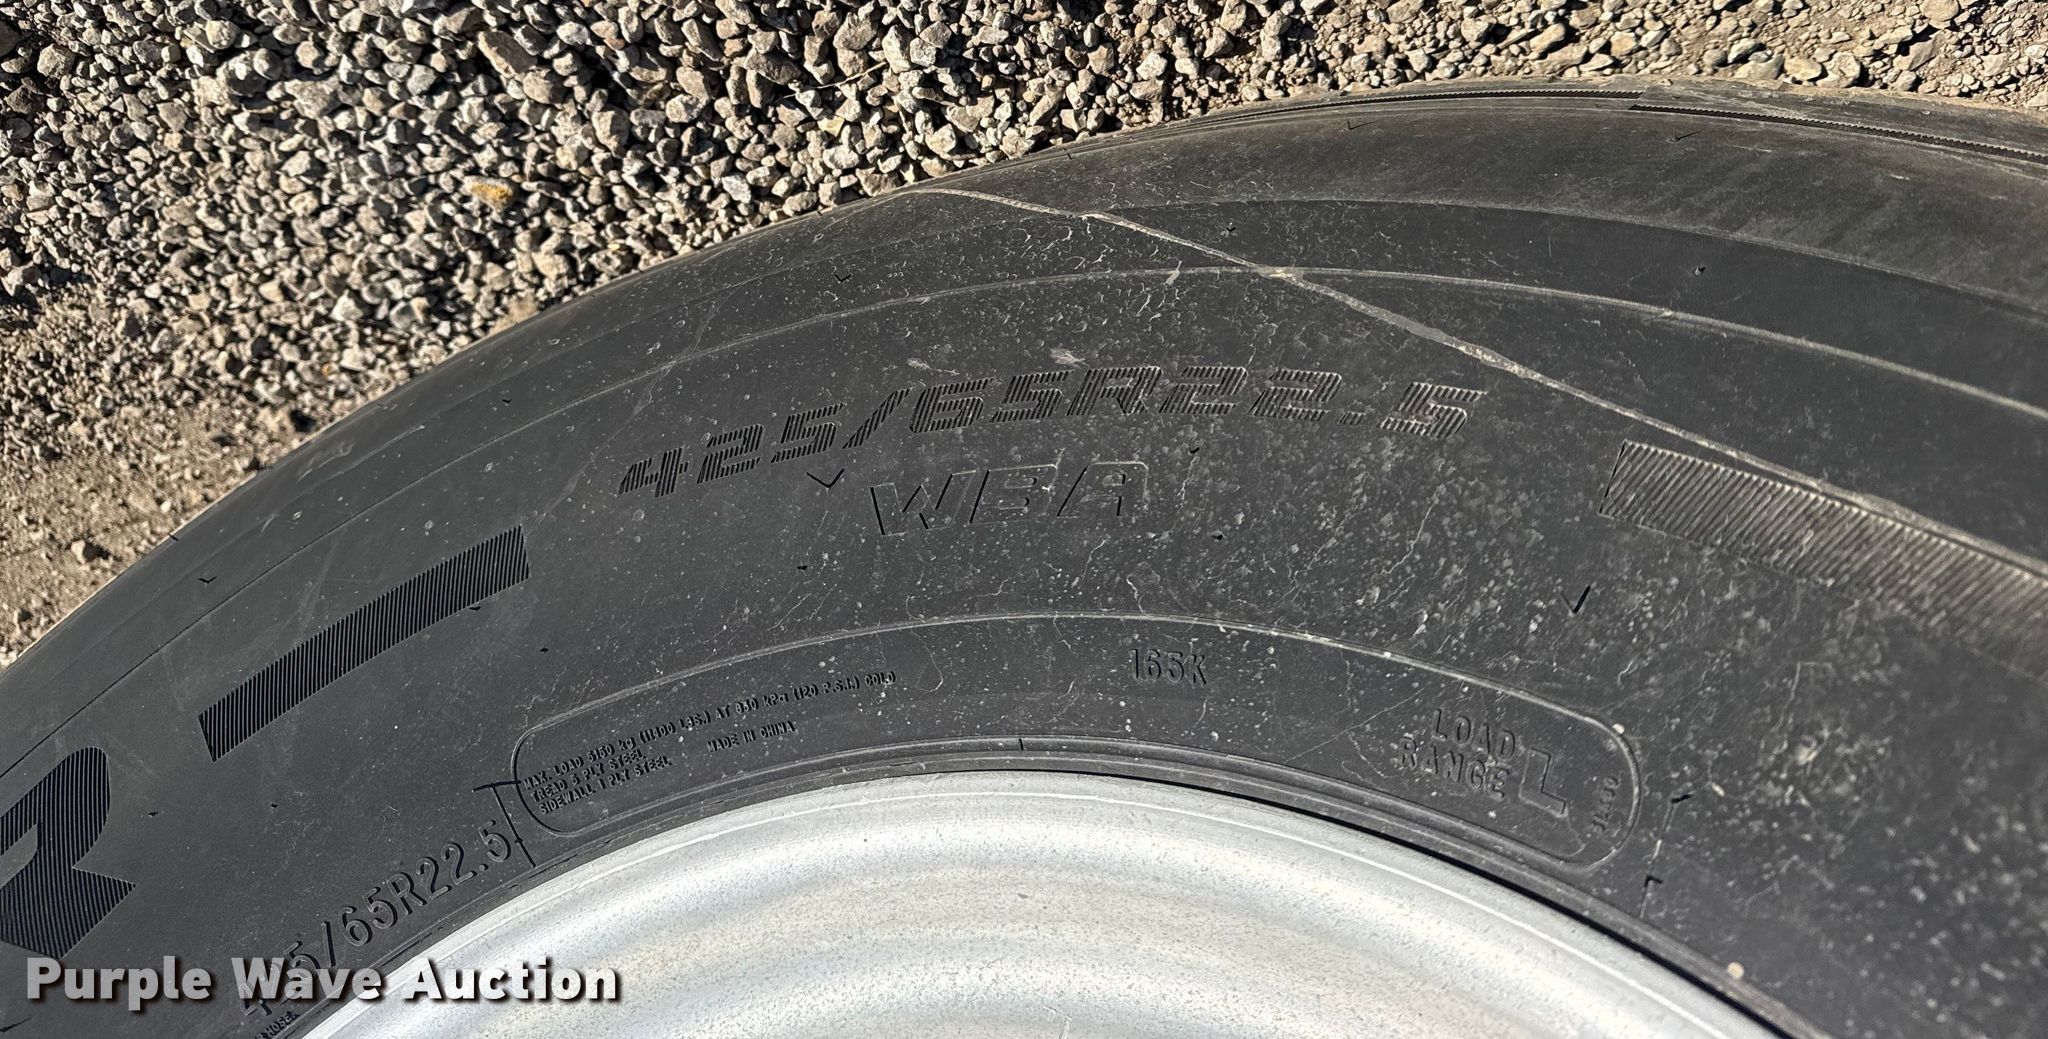 425/65R22.5
WBA
165K
MAX. LOAD 5150 kg (11400 LBS.) AT 830 kPa (120 P.S.I.) COLD
TREAD 5 PLY STEEL
SIDEWALL 1 PLY STEEL
MADE IN CHINA
LOAD
RANGE L
R
425/65R22.5
Purple Wave Auction